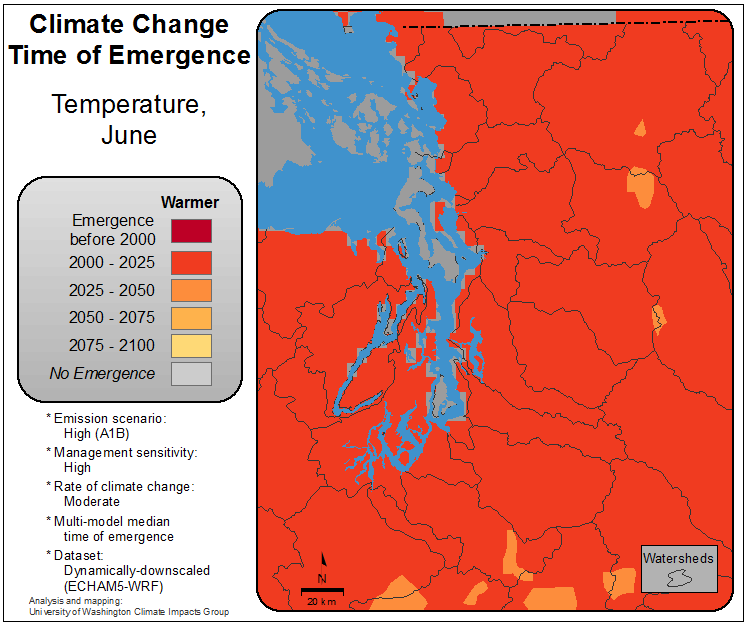 Climate Change
Time of Emergence
Temperature,
June
Warmer
Emergence
before 2000
2000 - 2025
2025 - 2050
2050 - 2075
2075 - 2100
No Emergence
* Emission scenario:
High (A1B)
* Management sensitivity:
High
* Rate of climate change:
Moderate
* Multi-model median
time of emergence
* Dataset:
Dynamically-downscaled
(ECHAM5-WRF)
Analysis and mapping:
University of Washington Climate Impacts Group
N
20 km
Watersheds